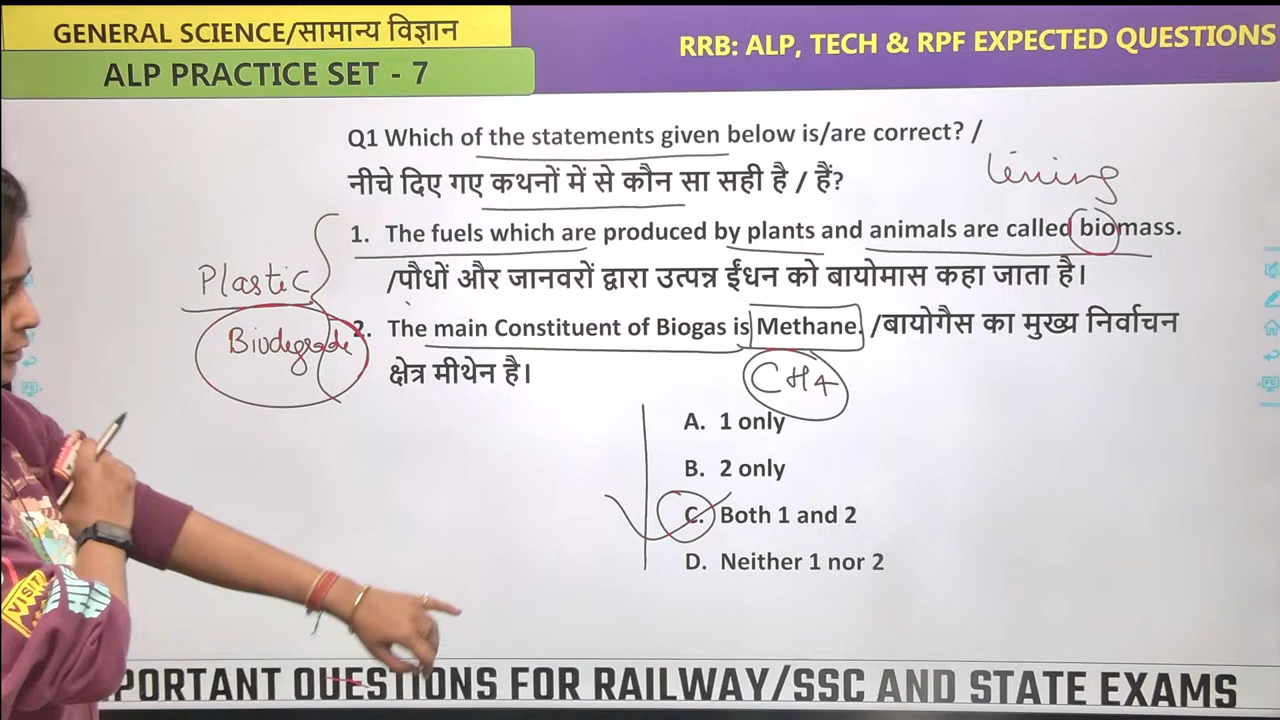 GENERAL SCIENCE/सामान्य विज्ञान
ALP PRACTICE SET - 7
RRB: ALP, TECH & RPF EXPECTED QUESTIONS
Q1 Which of the statements given below is/are correct? /
नीचे दिए गए कथनों में से कौन सा सही है / हैं?
1. The fuels which are produced by plants and animals are called biomass.
/पौधों और जानवरों द्वारा उत्पन्न ईंधन को बायोमास कहा जाता है।
Plastic
2. The main Constituent of Biogas is Methane. /बायोगैस का मुख्य निर्वाचन
Biodegrade
क्षेत्र मीथेन है।
CH4
A. 1 only
B. 2 only
C. Both 1 and 2
D. Neither 1 nor 2
VISIT
PORTANT QUESTIONS FOR RAILWAY/SSC AND STATE EXAMS